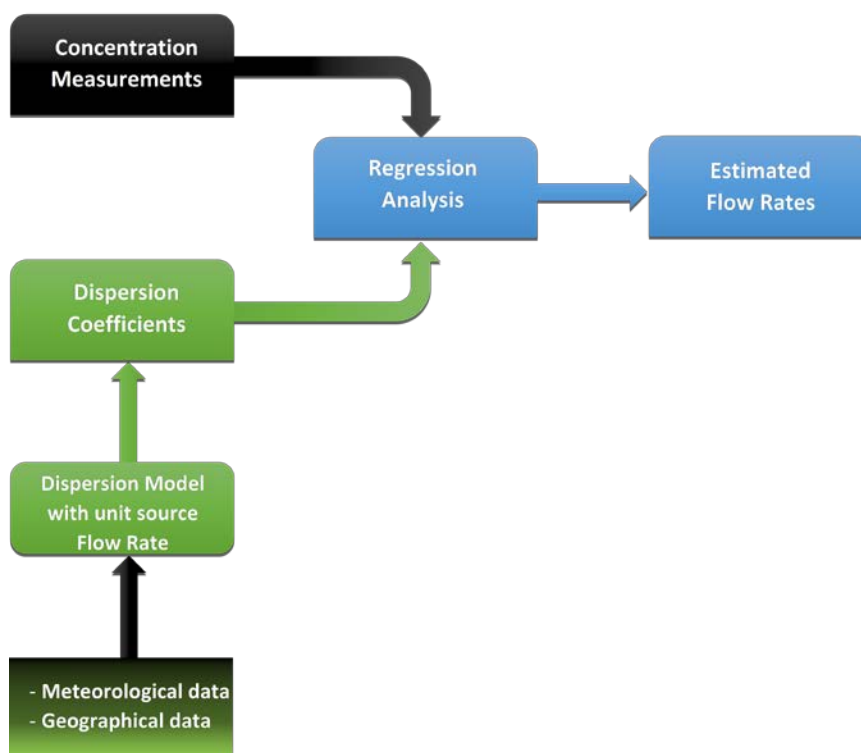 Concentration
Measurements
Regression
Analysis
Estimated
Flow Rates
Dispersion
Coefficients
Dispersion Model
with unit source
Flow Rate
- Meteorological data
- Geographical data